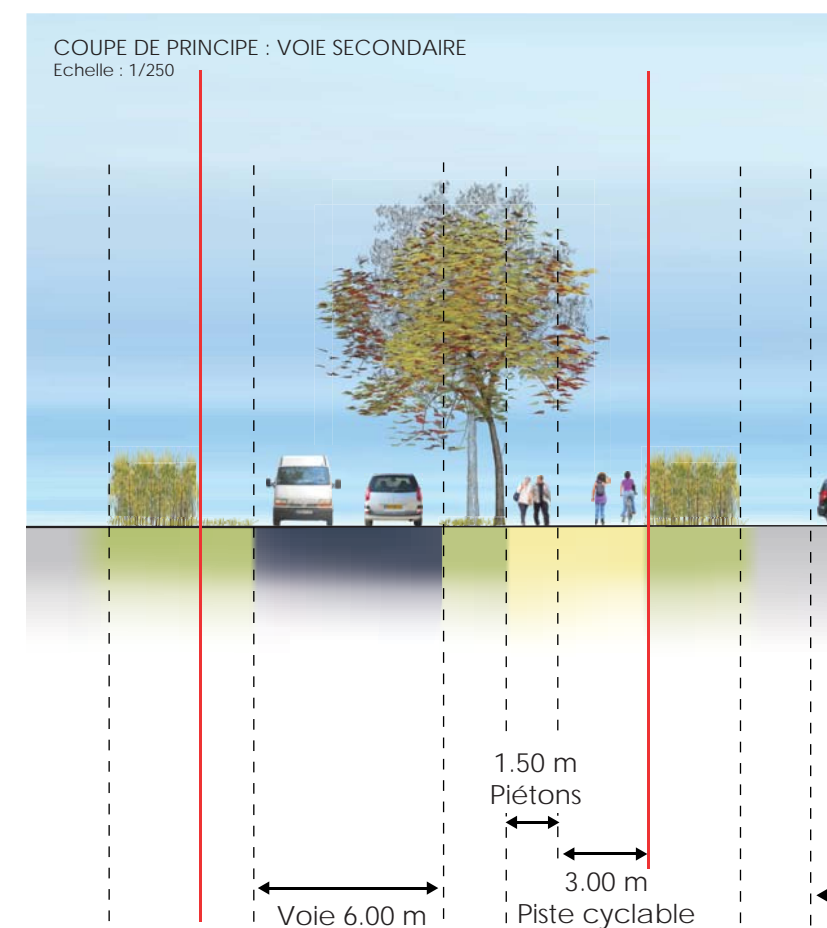 COUPE DE PRINCIPE : VOIE SECONDAIRE
Echelle : 1/250
1.50 m
Piétons
3.00 m
Piste cyclable
Voie 6.00 m